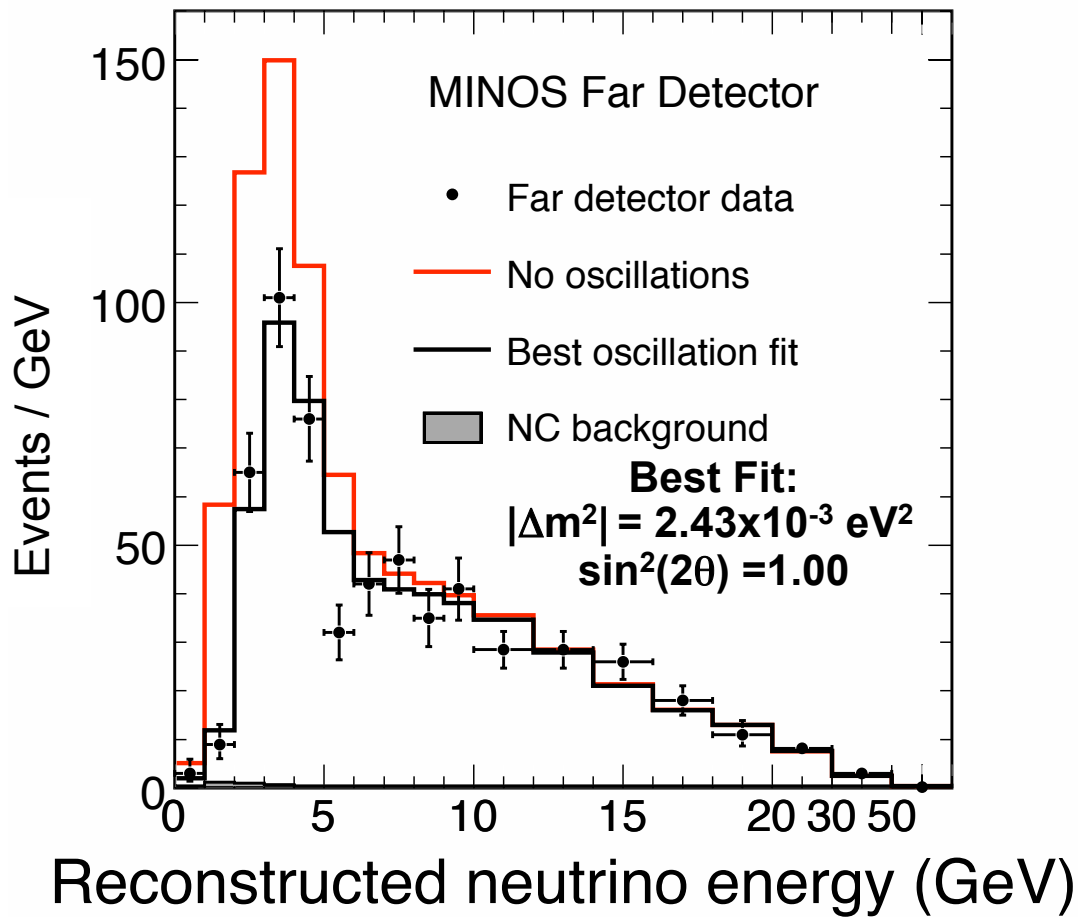 150
100
50
0
Events / GeV
MINOS Far Detector
Far detector data
No oscillations
Best oscillation fit
NC background
Best Fit:
|Δm²| = 2.43x10⁻³ eV²
sin²(2θ) =1.00
0 5 10 15 20 30 50
Reconstructed neutrino energy (GeV)